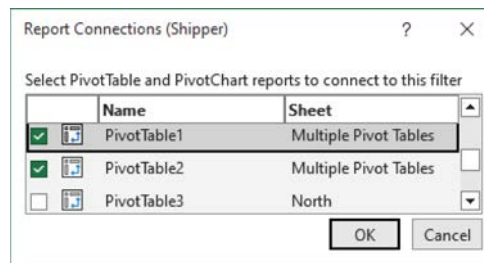 Report Connections (Shipper) ? ×
Select PivotTable and PivotChart reports to connect to this filter
Name Sheet
PivotTable1 Multiple Pivot Tables
PivotTable2 Multiple Pivot Tables
PivotTable3 North
OK Cancel